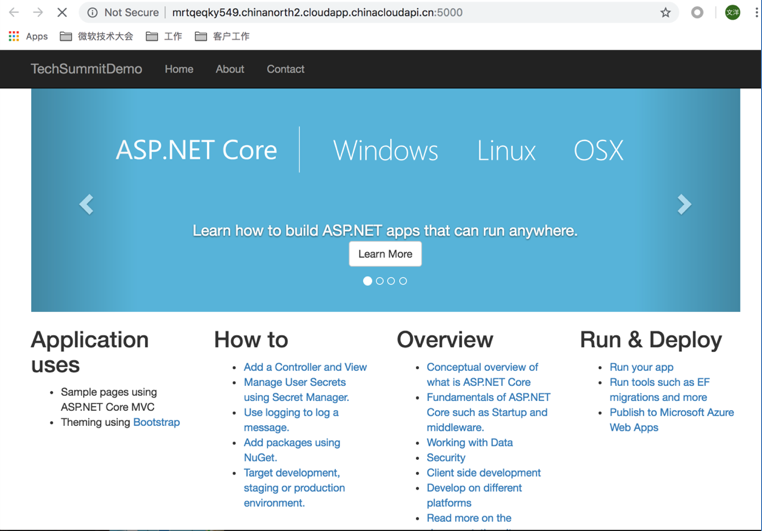 Not Secure | mrtqeqky549.chinanorth2.cloudapp.chinacloudapi.cn:5000
文洋
Apps 微软技术大会 工作 客户工作
TechSummitDemo Home About Contact
ASP.NET Core | Windows Linux OSX
Learn how to build ASP.NET apps that can run anywhere.
Learn More
Application
uses
Sample pages using
ASP.NET Core MVC
Theming using Bootstrap
How to
Add a Controller and View
Manage User Secrets
using Secret Manager.
Use logging to log a
message.
Add packages using
NuGet.
Target development,
staging or production
environment.
Overview
Conceptual overview of
what is ASP.NET Core
Fundamentals of ASP.NET
Core such as Startup and
middleware.
Working with Data
Security
Client side development
Develop on different
platforms
Read more on the
Run & Deploy
Run your app
Run tools such as EF
migrations and more
Publish to Microsoft Azure
Web Apps